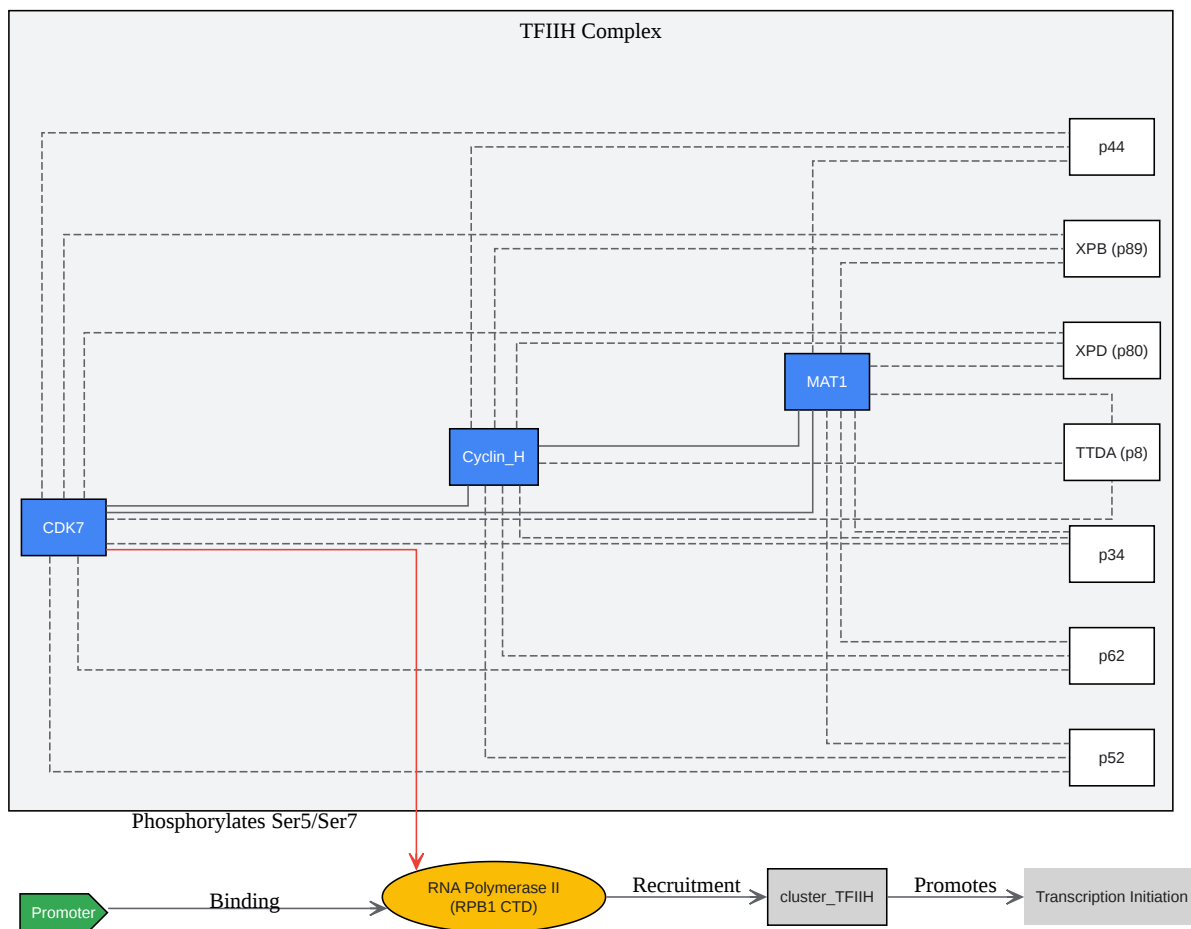 TFIIH Complex
p44
XPB (p89)
XPD (p80)
MAT1
Cyclin_H
TTDA (p8)
CDK7
p34
p62
p52
Phosphorylates Ser5/Ser7
Promoter
Binding
RNA Polymerase II
(RPB1 CTD)
Recruitment
cluster_TFIIH
Promotes
Transcription Initiation